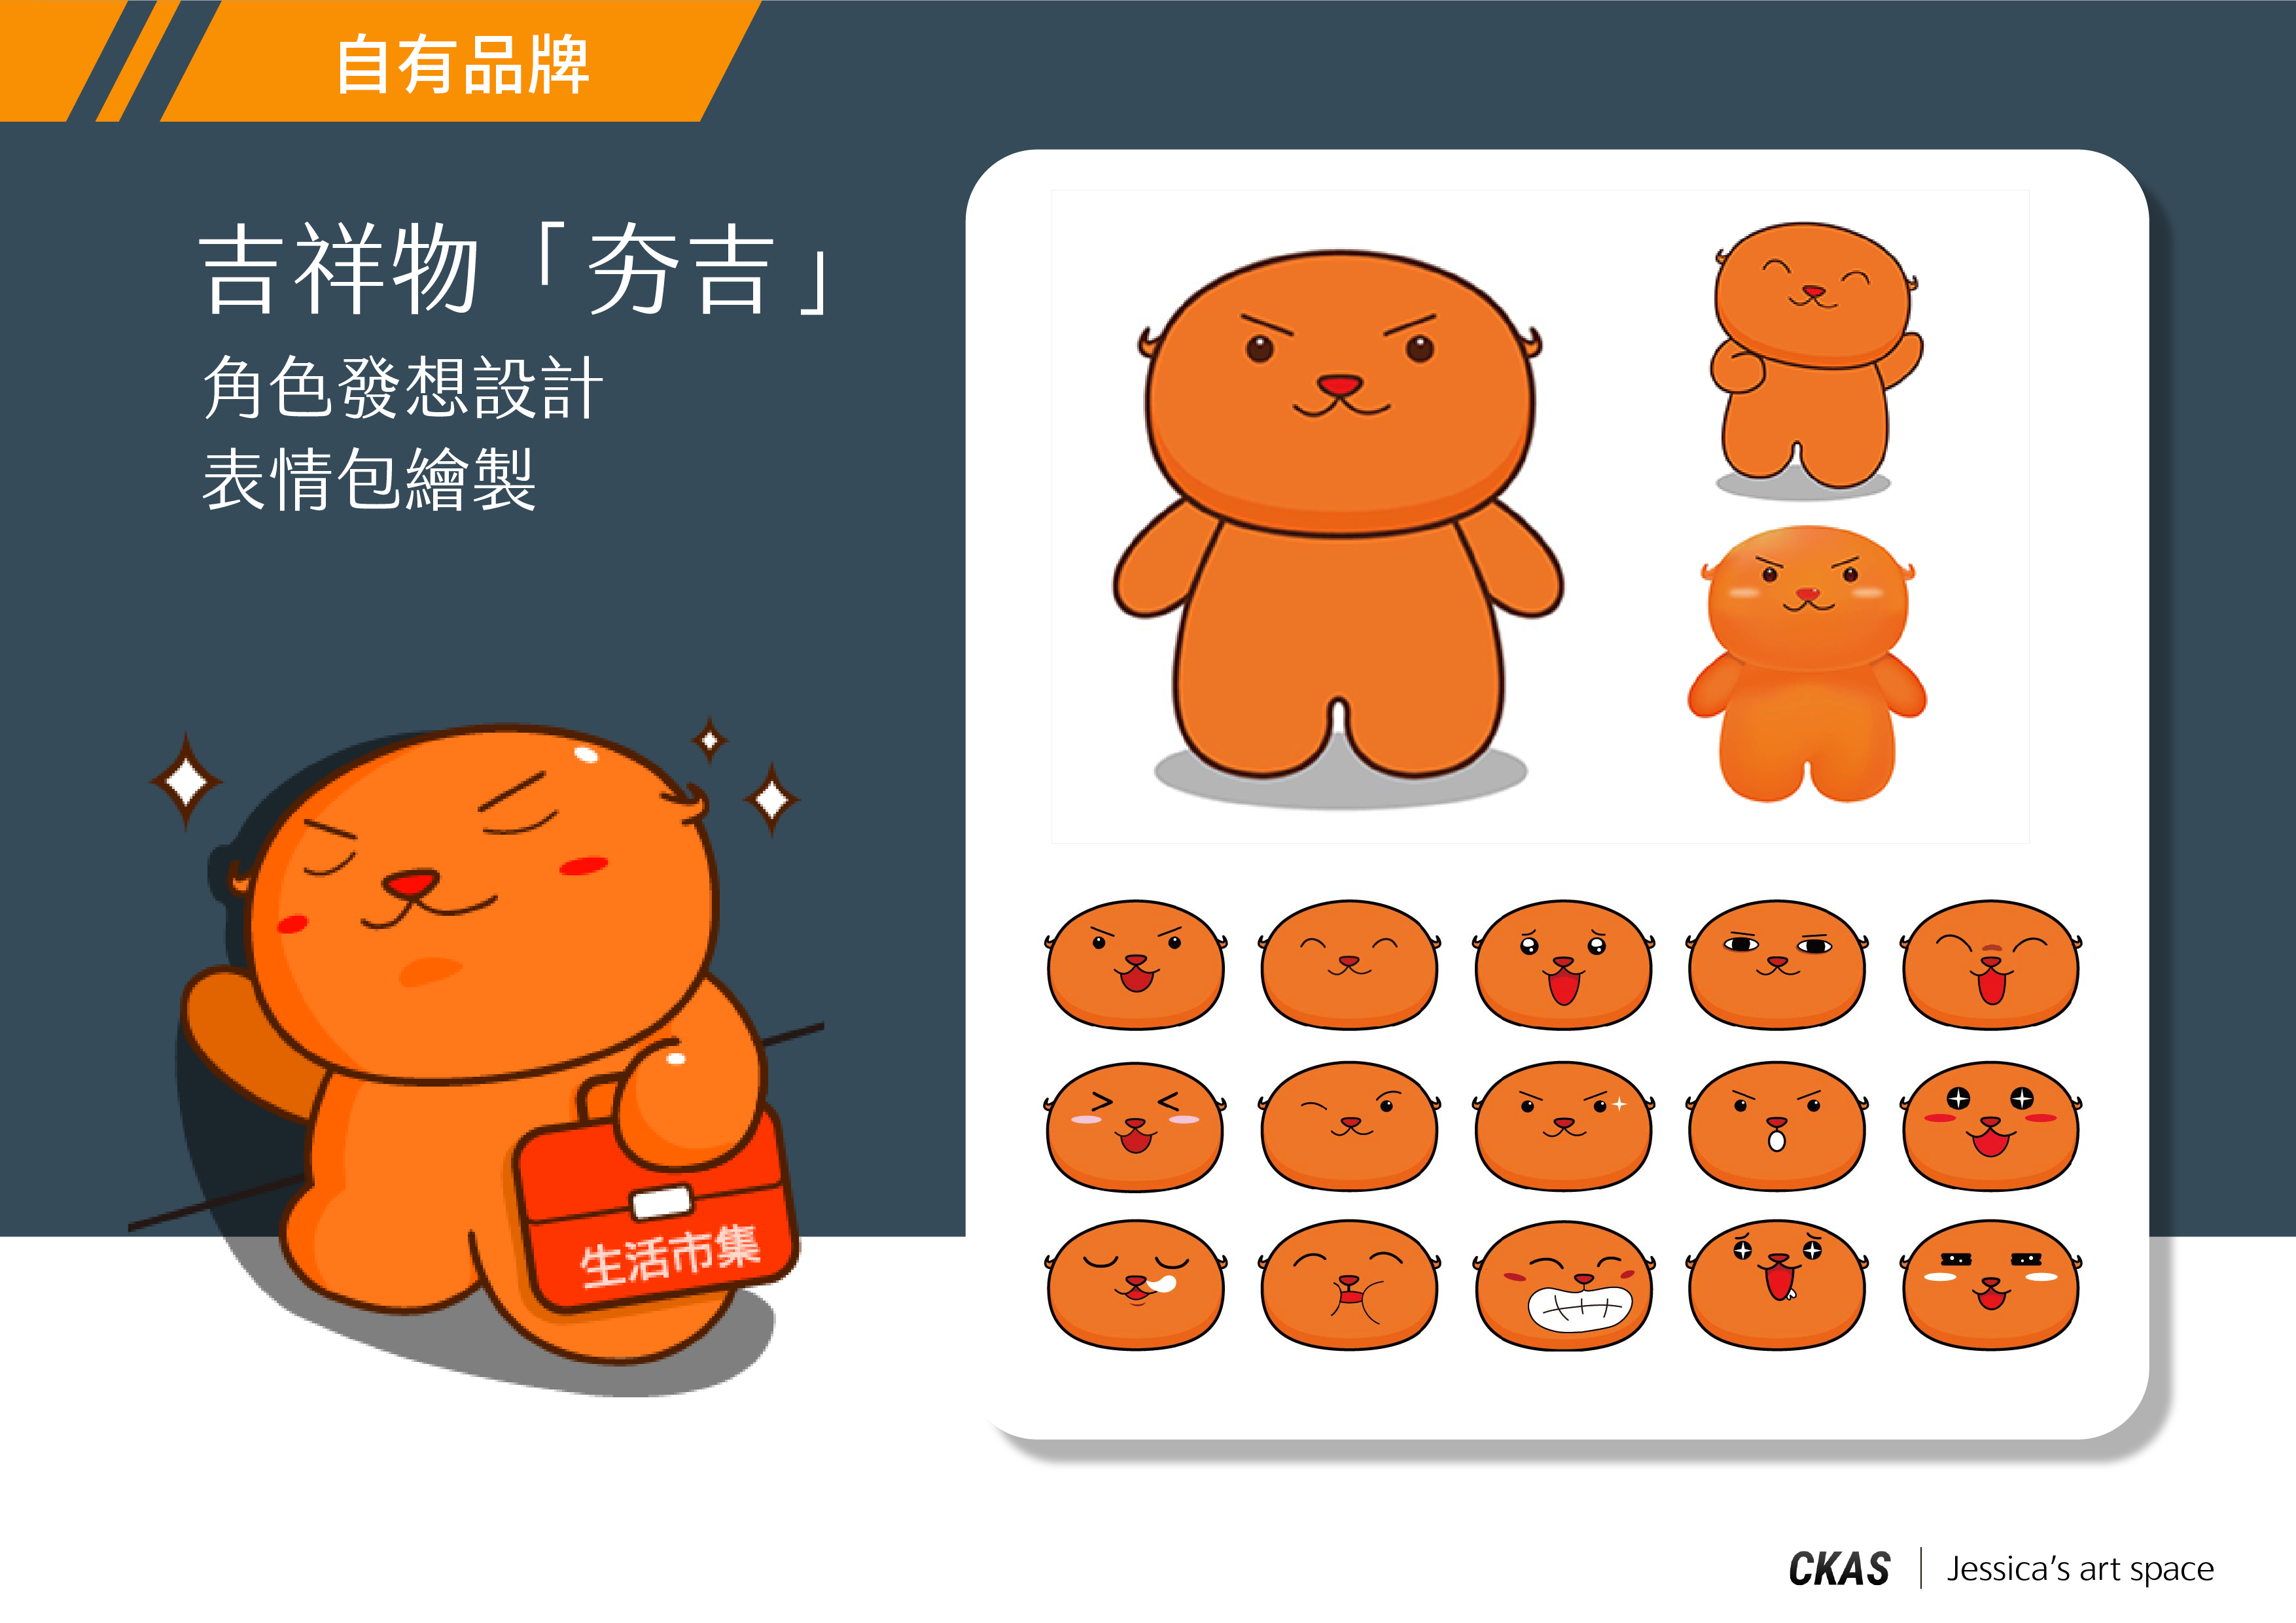 自有品牌
吉祥物「夯吉」
角色發想設計
表情包繪製
生活市集
CKAS | Jessica's art space